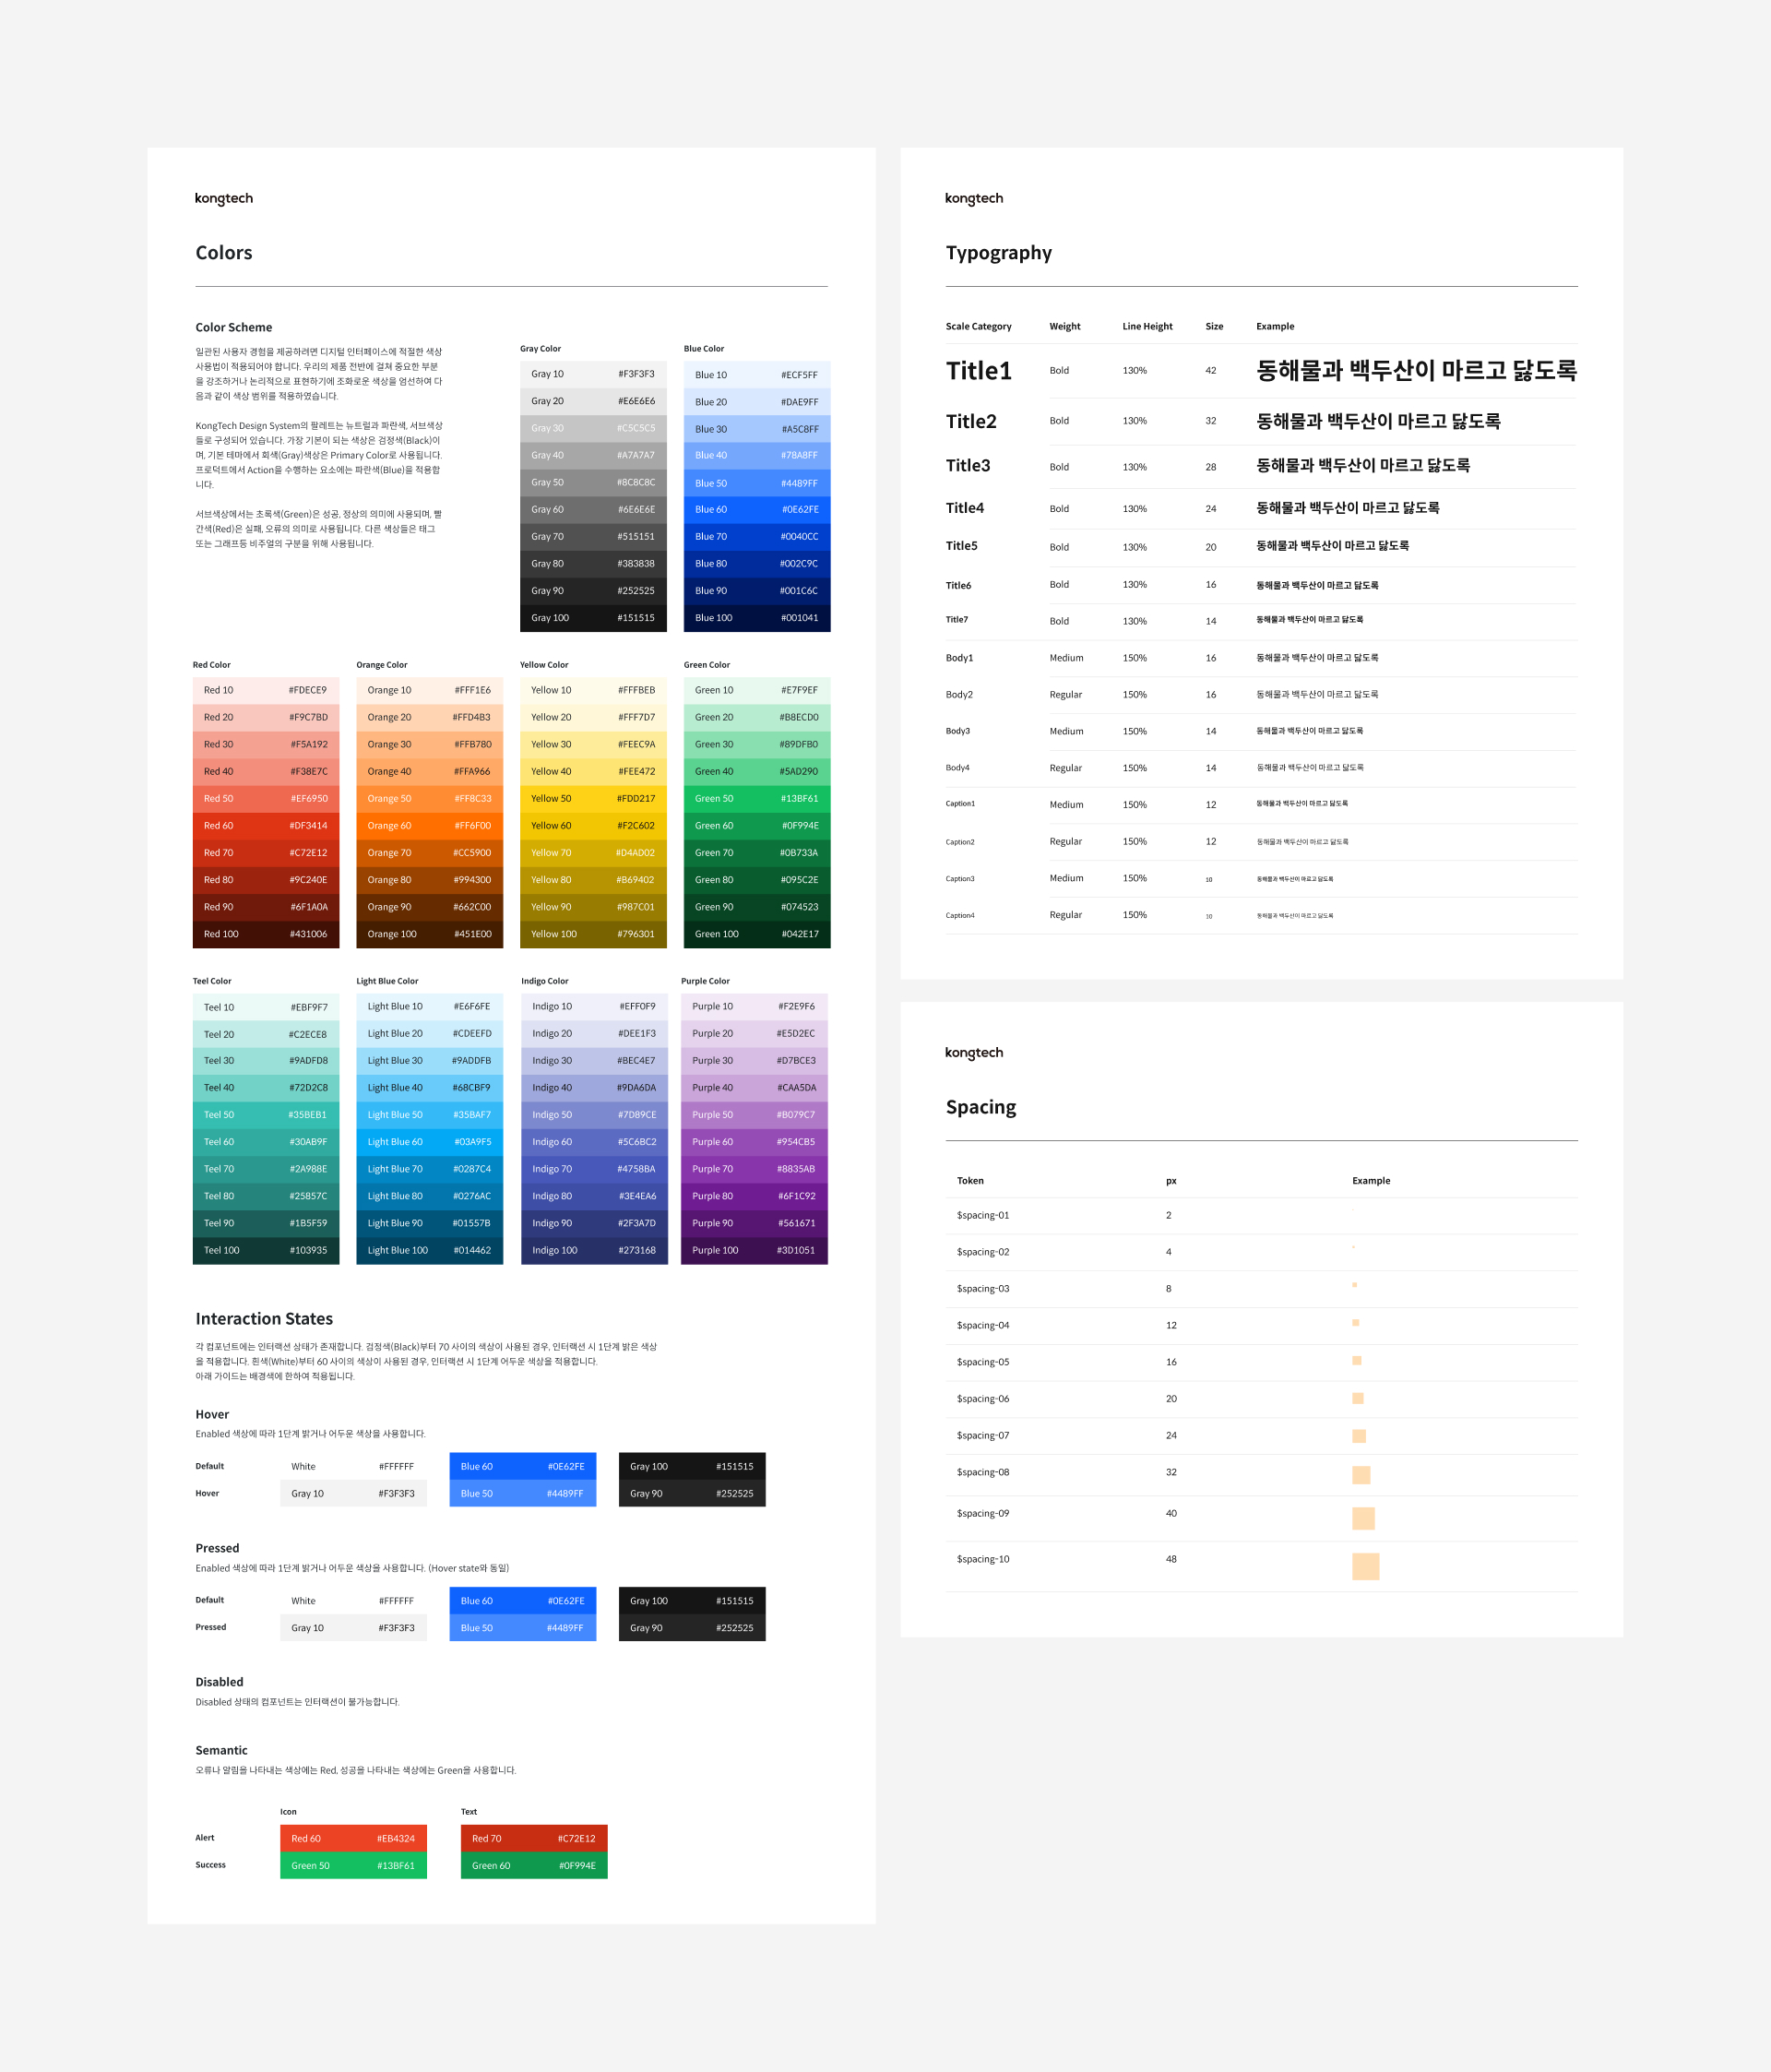 kongtech
Colors
Color Scheme
일관된 사용자 경험을 제공하려면 디지털 인터페이스에 적절한 색상
사용법이 적용되어야 합니다. 우리의 제품 전반에 걸쳐 중요한 부분
을 강조하거나 논리적으로 표현하기에 조화로운 색상을 엄선하여 다
음과 같이 색상 범위를 적용하였습니다.
KongTech Design System의 팔레트는 뉴트럴과 파란색, 서브색상
들로 구성되어 있습니다. 가장 기본이 되는 색상은 검정색(Black)이
며, 기본 테마에서 회색(Gray)색상은 Primary Color로 사용됩니다.
프로덕트에서 Action을 수행하는 요소에는 파란색(Blue)을 적용합
니다.
서브색상에서는 초록색(Green)은 성공, 정상의 의미에 사용되며, 빨
간색(Red)은 실패, 오류의 의미로 사용됩니다. 다른 색상들은 태그
또는 그래프등 비주얼의 구분을 위해 사용됩니다.
Gray Color
Gray 10 #F3F3F3
Gray 20 #E6E6E6
Gray 30 #C5C5C5
Gray 40 #A7A7A7
Gray 50 #8C8C8C
Gray 60 #6E6E6E
Gray 70 #515151
Gray 80 #383838
Gray 90 #252525
Gray 100 #151515
Blue Color
Blue 10 #ECF5FF
Blue 20 #DAE9FF
Blue 30 #A5C8FF
Blue 40 #78A8FF
Blue 50 #4489FF
Blue 60 #0E62FE
Blue 70 #0040CC
Blue 80 #002C9C
Blue 90 #001C6C
Blue 100 #001041
Red Color
Red 10 #FDECE9
Red 20 #F9C7BD
Red 30 #F5A192
Red 40 #F38E7C
Red 50 #EF6950
Red 60 #DF3414
Red 70 #C72E12
Red 80 #9C240E
Red 90 #6F1A0A
Red 100 #431006
Orange Color
Orange 10 #FFF1E6
Orange 20 #FFD4B3
Orange 30 #FFB780
Orange 40 #FFA966
Orange 50 #FF8C33
Orange 60 #FF6F00
Orange 70 #CC5900
Orange 80 #994300
Orange 90 #662C00
Orange 100 #451E00
Yellow Color
Yellow 10 #FFFBEB
Yellow 20 #FFF7D7
Yellow 30 #FEEC9A
Yellow 40 #FEE472
Yellow 50 #FDD217
Yellow 60 #F2C602
Yellow 70 #D4AD02
Yellow 80 #B69402
Yellow 90 #987C01
Yellow 100 #796301
Green Color
Green 10 #E7F9EF
Green 20 #B8ECD0
Green 30 #89DFB0
Green 40 #5AD290
Green 50 #13BF61
Green 60 #0F994E
Green 70 #0B733A
Green 80 #095C2E
Green 90 #074523
Green 100 #042E17
Teel Color
Teel 10 #EBF9F7
Teel 20 #C2ECE8
Teel 30 #9ADFD8
Teel 40 #72D2C8
Teel 50 #35BEB1
Teel 60 #30AB9F
Teel 70 #2A988E
Teel 80 #25857C
Teel 90 #1B5F59
Teel 100 #103935
Light Blue Color
Light Blue 10 #E6F6FE
Light Blue 20 #CDEEFD
Light Blue 30 #9ADDFB
Light Blue 40 #68CBF9
Light Blue 50 #35BAF7
Light Blue 60 #03A9F5
Light Blue 70 #0287C4
Light Blue 80 #0276AC
Light Blue 90 #01557B
Light Blue 100 #014462
Indigo Color
Indigo 10 #EFF0F9
Indigo 20 #DEE1F3
Indigo 30 #BEC4E7
Indigo 40 #9DA6DA
Indigo 50 #7D89CE
Indigo 60 #5C6BC2
Indigo 70 #4758BA
Indigo 80 #3E4EA6
Indigo 90 #2F3A7D
Indigo 100 #273168
Purple Color
Purple 10 #F2E9F6
Purple 20 #E5D2EC
Purple 30 #D7BCE3
Purple 40 #CAA5DA
Purple 50 #B079C7
Purple 60 #954CB5
Purple 70 #8835AB
Purple 80 #6F1C92
Purple 90 #561671
Purple 100 #3D1051
Interaction States
각 컴포넌트에는 인터랙션 상태가 존재합니다. 검정색(Black)부터 70 사이의 색상이 사용된 경우, 인터랙션 시 1단계 밝은 색상
을 적용합니다. 흰색(White)부터 60 사이의 색상이 사용된 경우, 인터랙션 시 1단계 어두운 색상을 적용합니다.
아래 가이드는 배경색에 한하여 적용됩니다.
Hover
Enabled 색상에 따라 1단계 밝거나 어두운 색상을 사용합니다.
Default White #FFFFFF Blue 60 #0E62FE Gray 100 #151515
Hover Gray 10 #F3F3F3 Blue 50 #4489FF Gray 90 #252525
Pressed
Enabled 색상에 따라 1단계 밝거나 어두운 색상을 사용합니다. (Hover state와 동일)
Default White #FFFFFF Blue 60 #0E62FE Gray 100 #151515
Pressed Gray 10 #F3F3F3 Blue 50 #4489FF Gray 90 #252525
Disabled
Disabled 상태의 컴포넌트는 인터랙션이 불가능합니다.
Semantic
오류나 알림을 나타내는 색상에는 Red, 성공을 나타내는 색상에는 Green을 사용합니다.
Icon Text
Alert Red 60 #EB4324 Red 70 #C72E12
Success Green 50 #13BF61 Green 60 #0F994E
kongtech
Typography
Scale Category Weight Line Height Size Example
Title1 Bold 130% 42 동해물과 백두산이 마르고 닳도록
Title2 Bold 130% 32 동해물과 백두산이 마르고 닳도록
Title3 Bold 130% 28 동해물과 백두산이 마르고 닳도록
Title4 Bold 130% 24 동해물과 백두산이 마르고 닳도록
Title5 Bold 130% 20 동해물과 백두산이 마르고 닳도록
Title6 Bold 130% 16 동해물과 백두산이 마르고 닳도록
Title7 Bold 130% 14 동해물과 백두산이 마르고 닳도록
Body1 Medium 150% 16 동해물과 백두산이 마르고 닳도록
Body2 Regular 150% 16 동해물과 백두산이 마르고 닳도록
Body3 Medium 150% 14 동해물과 백두산이 마르고 닳도록
Body4 Regular 150% 14 동해물과 백두산이 마르고 닳도록
Caption1 Medium 150% 12 동해물과 백두산이 마르고 닳도록
Caption2 Regular 150% 12 동해물과 백두산이 마르고 닳도록
Caption3 Medium 150% 10 동해물과 백두산이 마르고 닳도록
Caption4 Regular 150% 10 동해물과 백두산이 마르고 닳도록
kongtech
Spacing
Token px Example
$spacing-01 2
$spacing-02 4
$spacing-03 8
$spacing-04 12
$spacing-05 16
$spacing-06 20
$spacing-07 24
$spacing-08 32
$spacing-09 40
$spacing-10 48